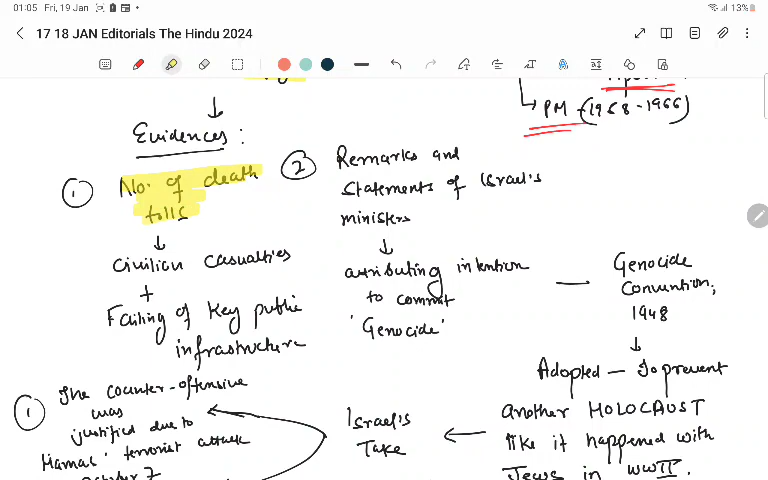 01:05 Fri, 19 Jan
13%
17 18 JAN Editorials The Hindu 2024
PM - (1958 - 1966)
Evidences :
① No. of death
tolls
↓
Civilian Casualties
+
Failing of Key public
infrastructure
② Remarks and
Statements of Israel's
ministers
↓
attributing intention
to commit
'Genocide'
— Genocide
Convention,
1948
↓
Adopted — To prevent
another HOLOCAUST
like it happened with
Jews in WWII.
Israel's
Take
① The counter-offensive
was
justified due to
Hamas' terrorist attack
October 7